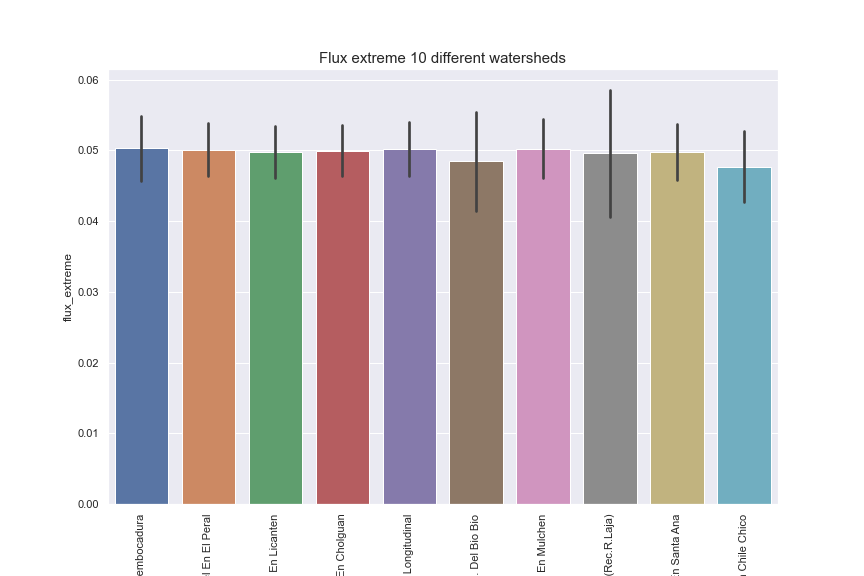 Flux extreme 10 different watersheds
flux_extreme
0.06
0.05
0.04
0.03
0.02
0.01
0.00
embocadura
El Peral
En Licanten
En Cholguan
Longitudinal
Del Bio Bio
En Mulchen
(Rec.R.Laja)
Santa Ana
Chile Chico